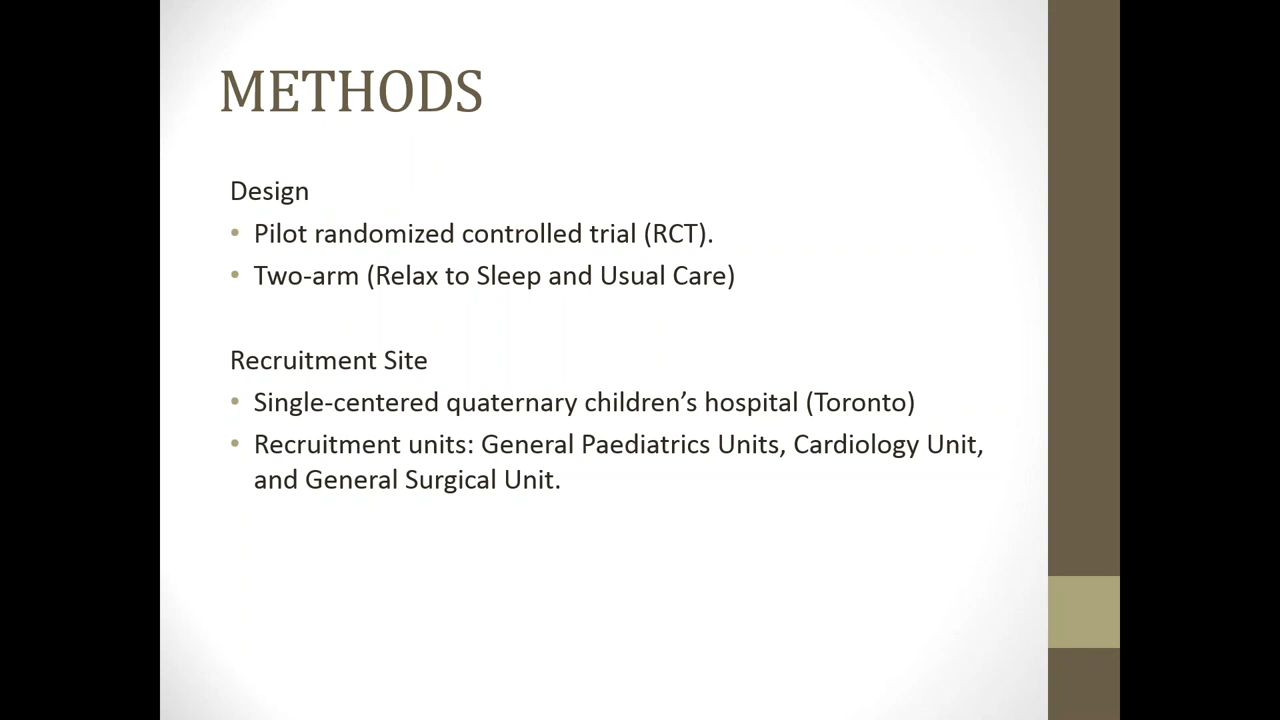 METHODS
Design
• Pilot randomized controlled trial (RCT).
• Two-arm (Relax to Sleep and Usual Care)
Recruitment Site
• Single-centered quaternary children’s hospital (Toronto)
• Recruitment units: General Paediatrics Units, Cardiology Unit,
and General Surgical Unit.